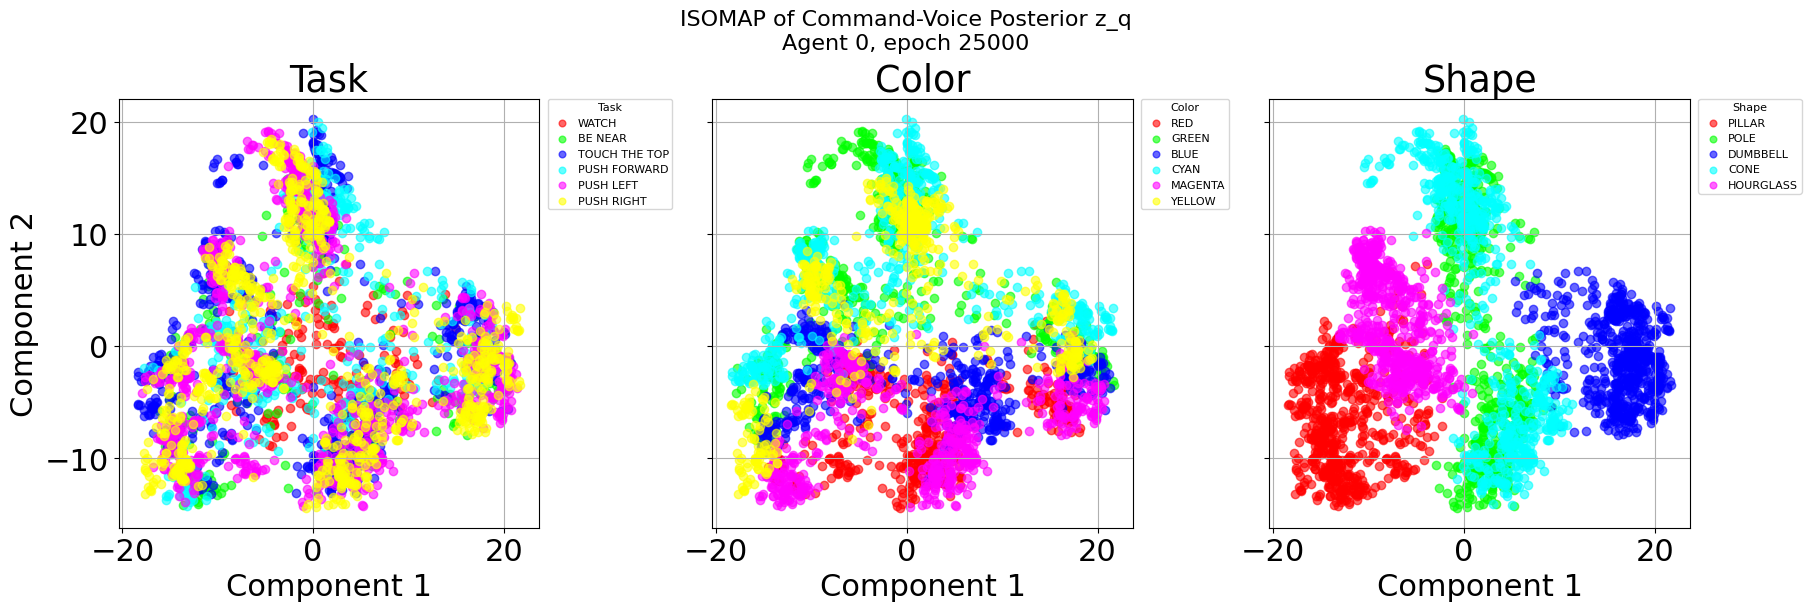 ISOMAP of Command-Voice Posterior z_q
Agent 0, epoch 25000
Task
Color
Shape
Task
WATCH
BE NEAR
TOUCH THE TOP
PUSH FORWARD
PUSH LEFT
PUSH RIGHT
Color
RED
GREEN
BLUE
CYAN
MAGENTA
YELLOW
Shape
PILLAR
POLE
DUMBBELL
CONE
HOURGLASS
Component 2
20
10
0
−10
−20
0
20
−20
0
20
−20
0
20
Component 1
Component 1
Component 1